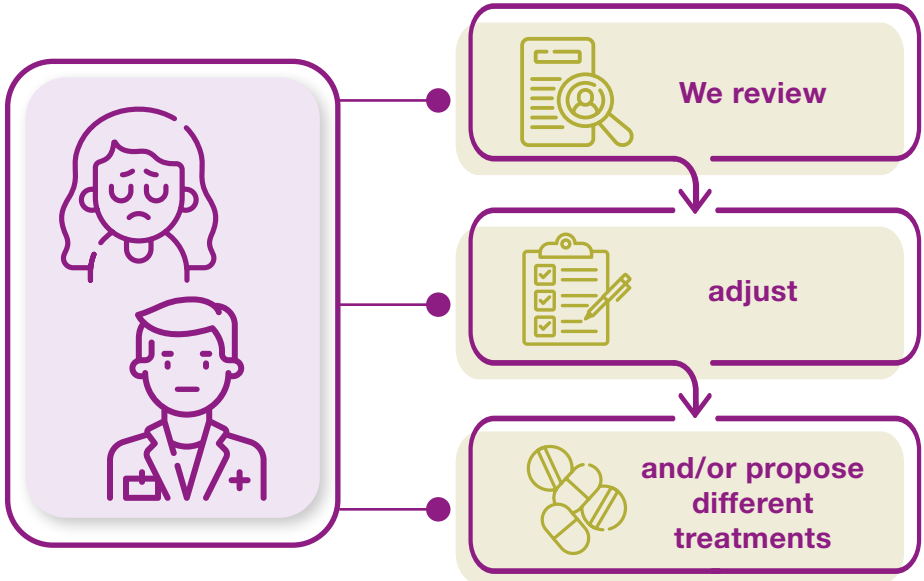 We review
adjust
and/or propose
different
treatments